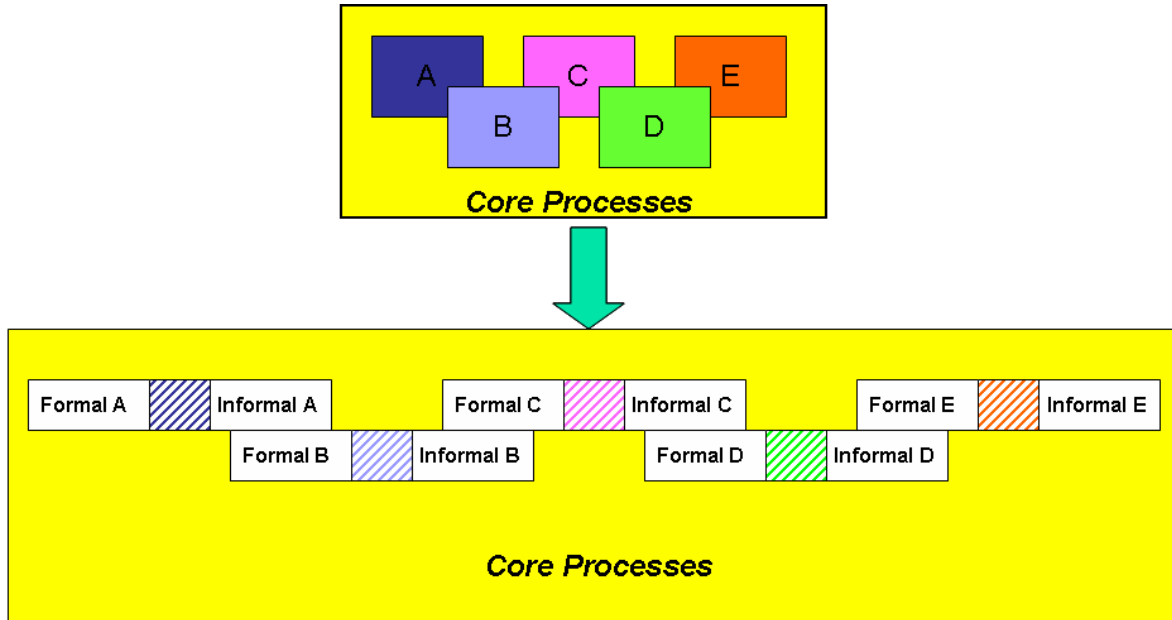 A
C
E
B
D
Core Processes
Formal A
Informal A
Formal C
Informal C
Formal E
Informal E
Formal B
Informal B
Formal D
Informal D
Core Processes